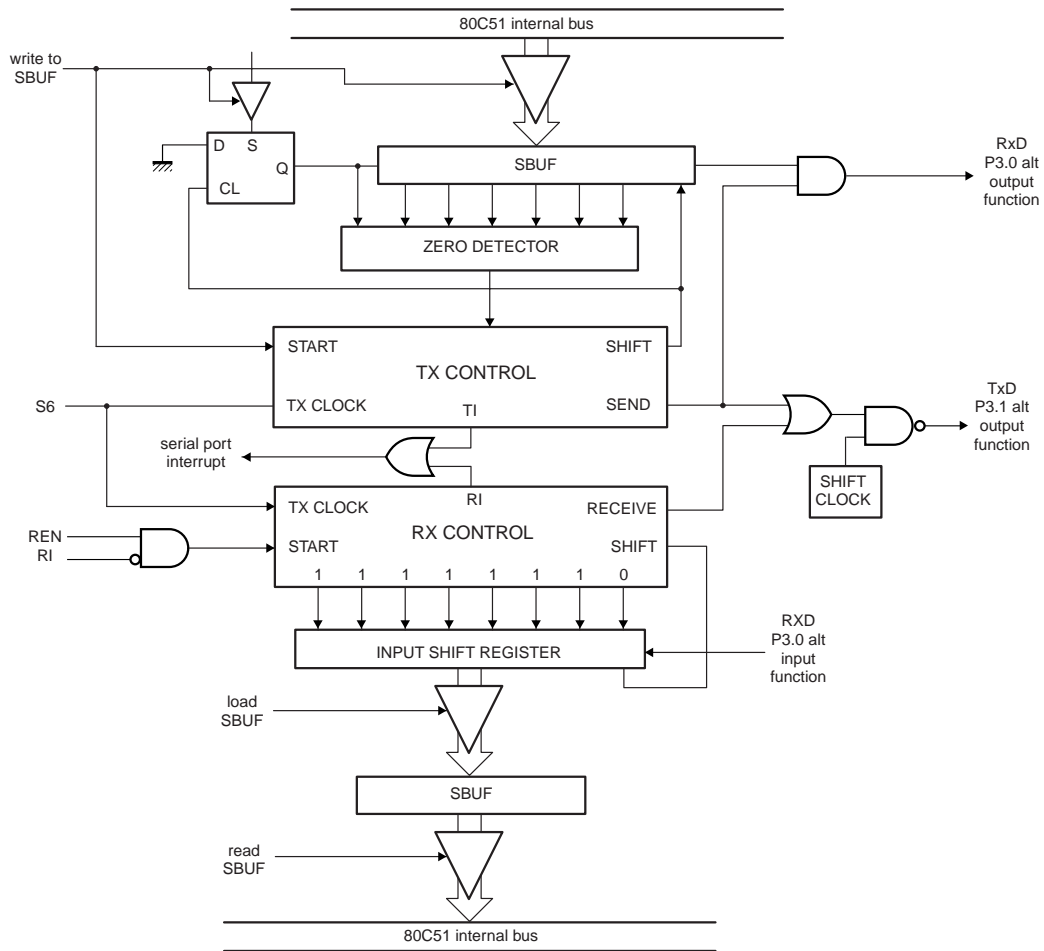 80C51 internal bus
write to
SBUF
D
S
Q
CL
SBUF
RxD
P3.0 alt
output
function
ZERO DETECTOR
START
SHIFT
TX CONTROL
S6
TX CLOCK
TI
SEND
TxD
P3.1 alt
output
function
serial port
interrupt
SHIFT
CLOCK
TX CLOCK
RI
RECEIVE
RX CONTROL
REN
RI
START
SHIFT
1 1 1 1 1 1 1 0
INPUT SHIFT REGISTER
RXD
P3.0 alt
input
function
load
SBUF
SBUF
read
SBUF
80C51 internal bus